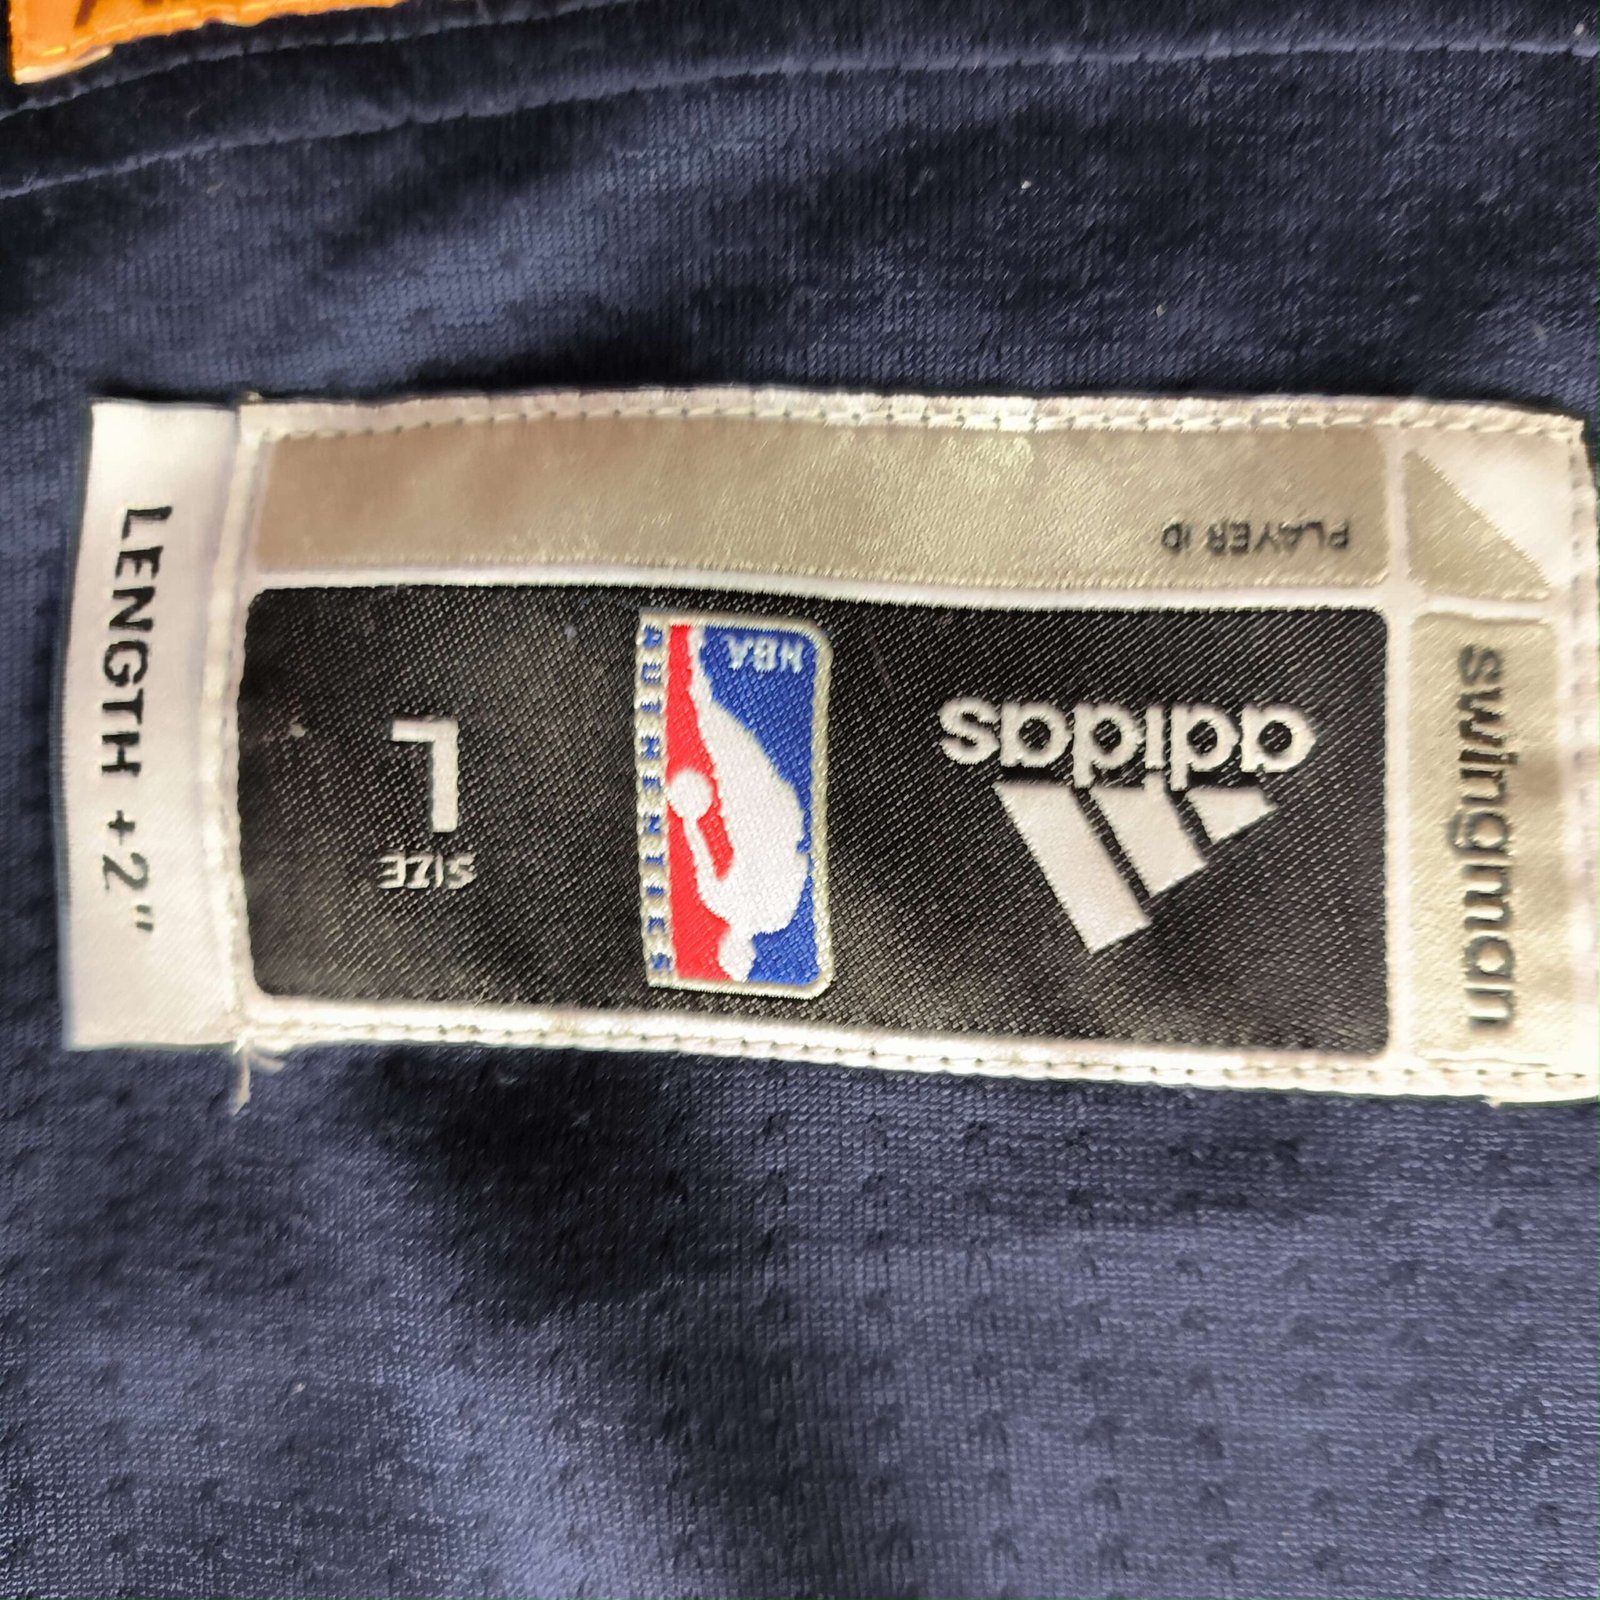 swingman
adidas
NBA
AUTHENTICS
SIZE
L
PLAYER ID
LENGTH +2"